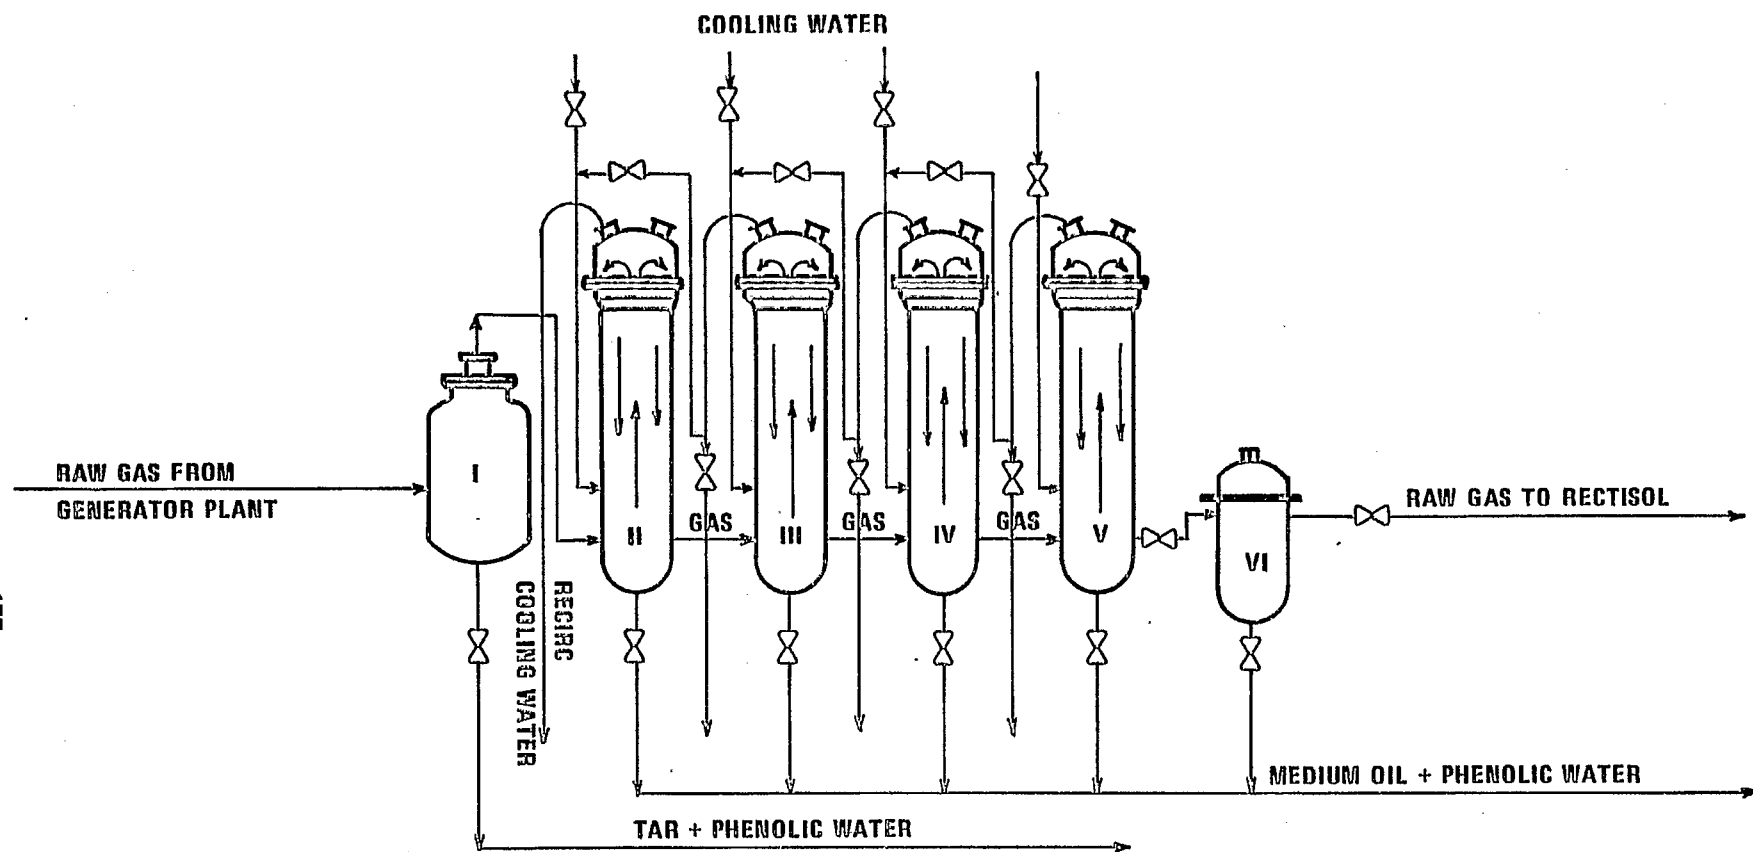 COOLING WATER
RAW GAS FROM
GENERATOR PLANT
I
II
GAS
III
GAS
IV
GAS
V
VI
RAW GAS TO RECTISOL
RECIRC
COOLING WATER
MEDIUM OIL + PHENOLIC WATER
TAR + PHENOLIC WATER